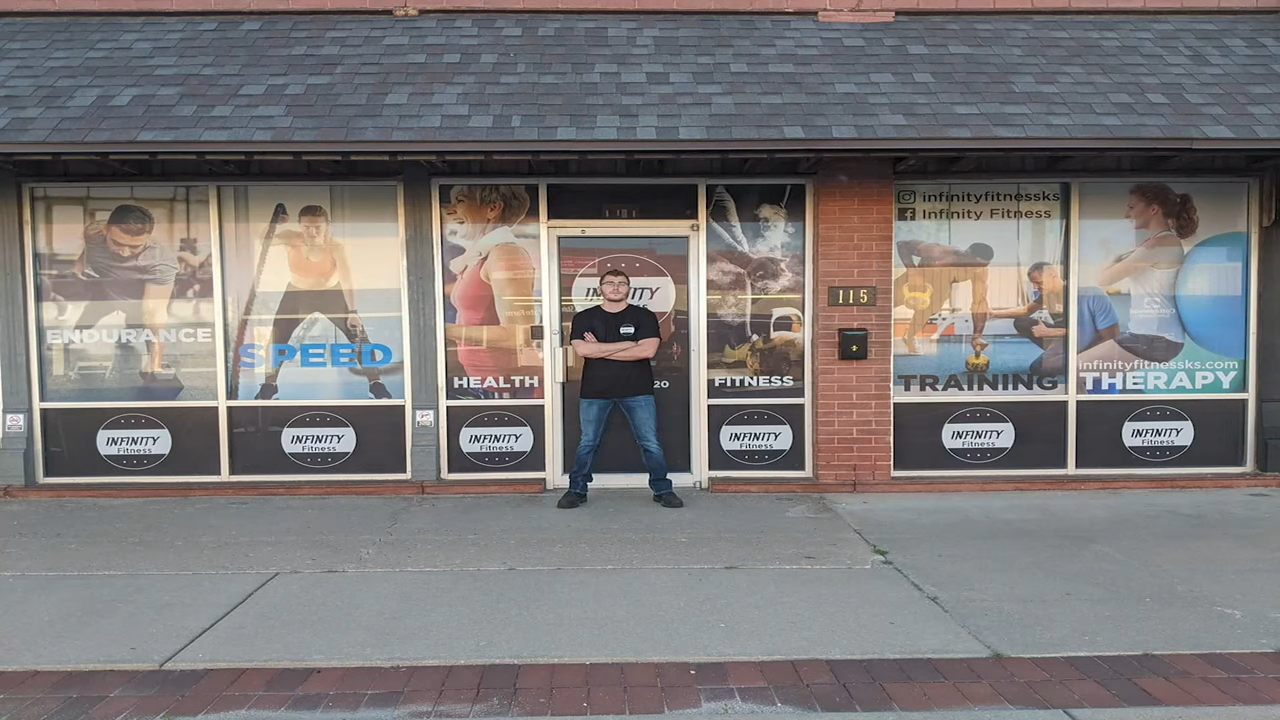 ENDURANCE
SPEED
HEALTH
INFINITY
20
FITNESS
115
infinityfitnessks
Infinity Fitness
TRAINING
infinityfitnessks.com
THERAPY
INFINITY
Fitness
INFINITY
Fitness
INFINITY
Fitness
INFINITY
Fitness
INFINITY
Fitness
INFINITY
Fitness